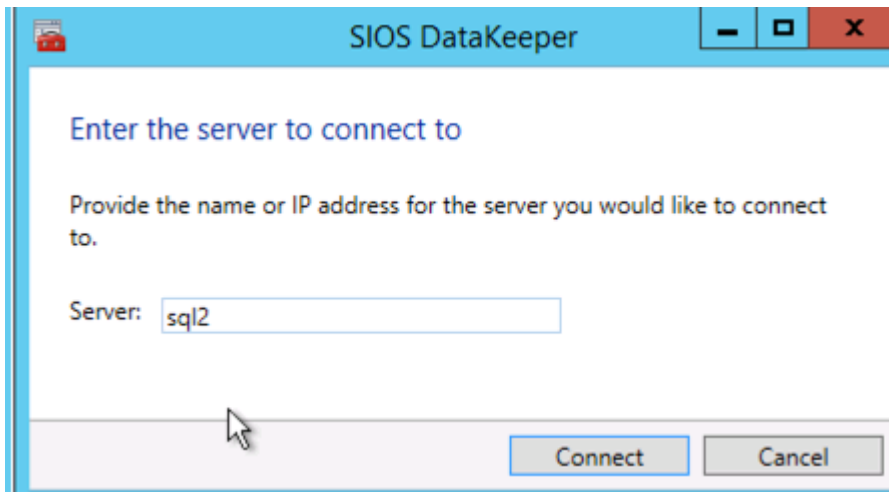 SIOS DataKeeper
Enter the server to connect to
Provide the name or IP address for the server you would like to connect
to.
Server: sql2
Connect Cancel